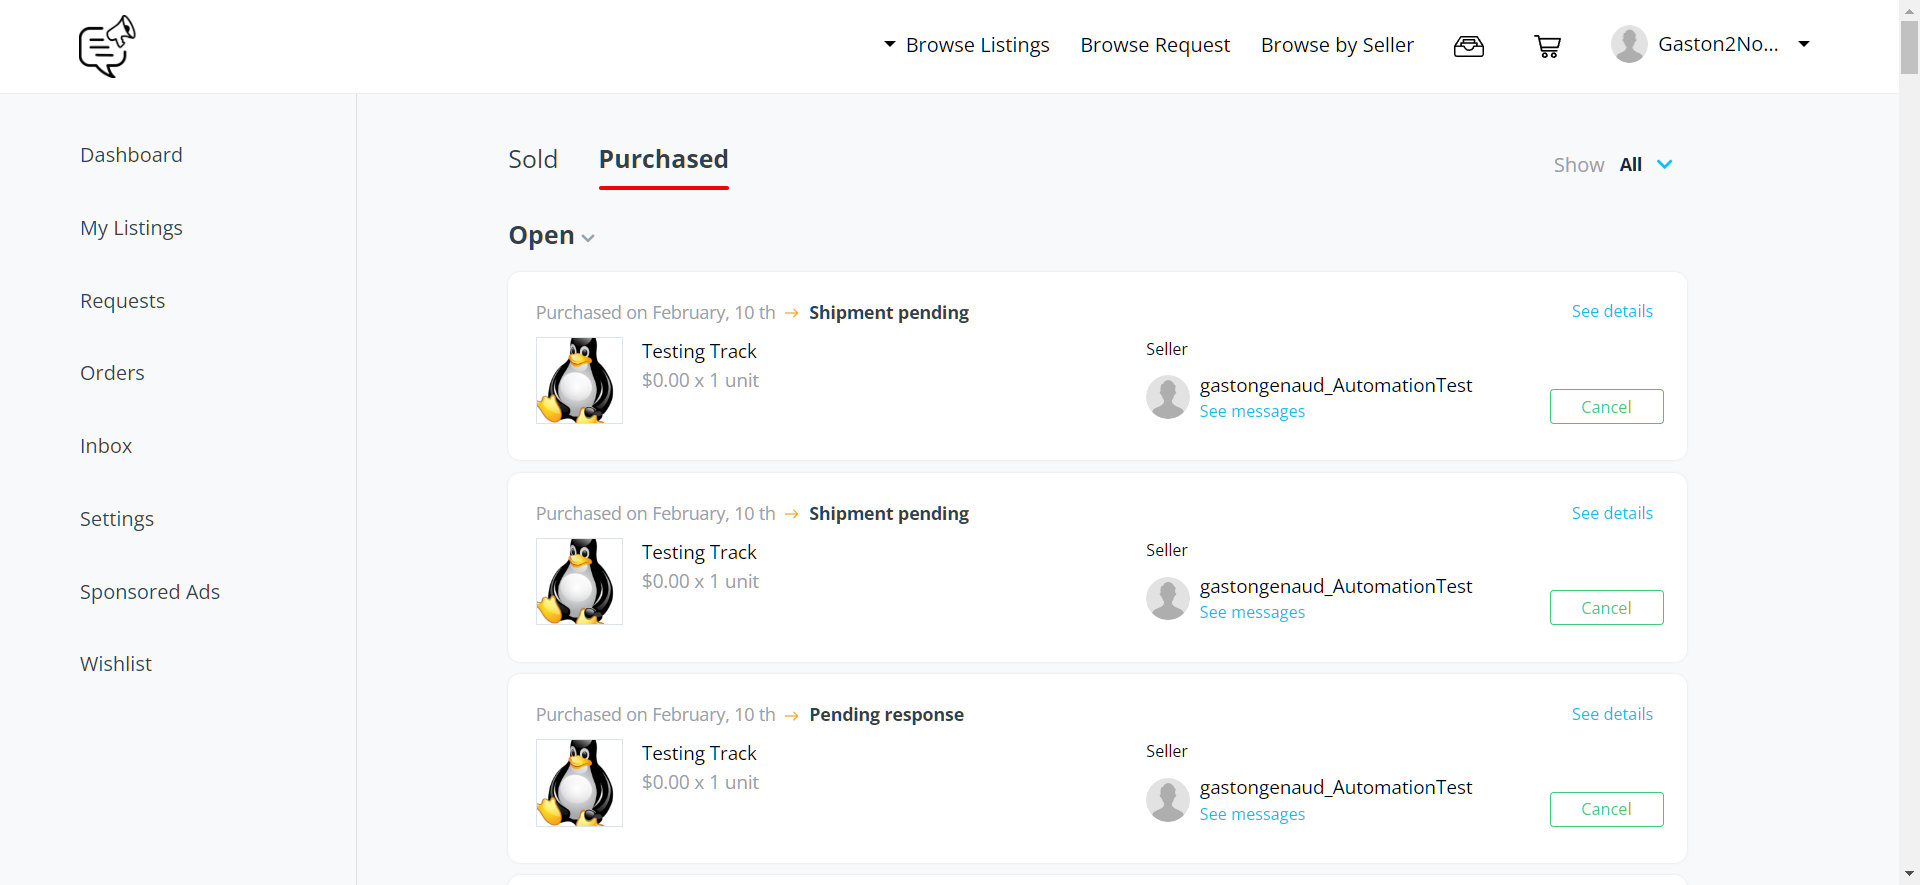 Browse Listings Browse Request Browse by Seller Gaston2No...
Dashboard
My Listings
Requests
Orders
Inbox
Settings
Sponsored Ads
Wishlist
Sold Purchased Show All
Open
Purchased on February, 10 th → Shipment pending See details
Testing Track
$0.00 x 1 unit
Seller
gastongenaud_AutomationTest
See messages
Cancel
Purchased on February, 10 th → Shipment pending See details
Testing Track
$0.00 x 1 unit
Seller
gastongenaud_AutomationTest
See messages
Cancel
Purchased on February, 10 th → Pending response See details
Testing Track
$0.00 x 1 unit
Seller
gastongenaud_AutomationTest
See messages
Cancel